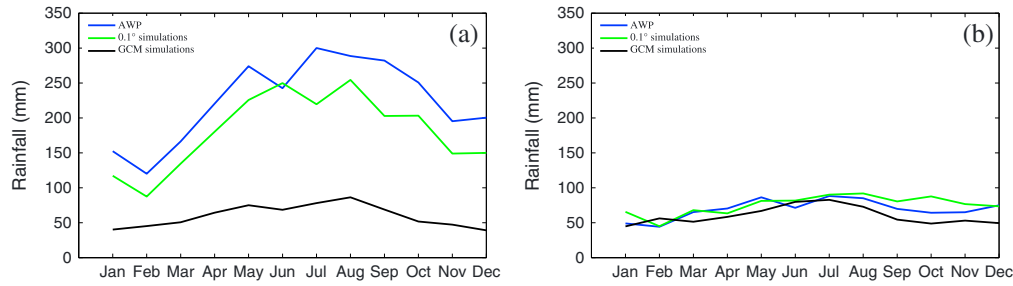 350
300
250
200
150
100
50
0
Rainfall (mm)
AWP
0.1° simulations
GCM simulations
(a)
Jan Feb Mar Apr May Jun Jul Aug Sep Oct Nov Dec
350
300
250
200
150
100
50
0
Rainfall (mm)
AWP
0.1° simulations
GCM simulations
(b)
Jan Feb Mar Apr May Jun Jul Aug Sep Oct Nov Dec